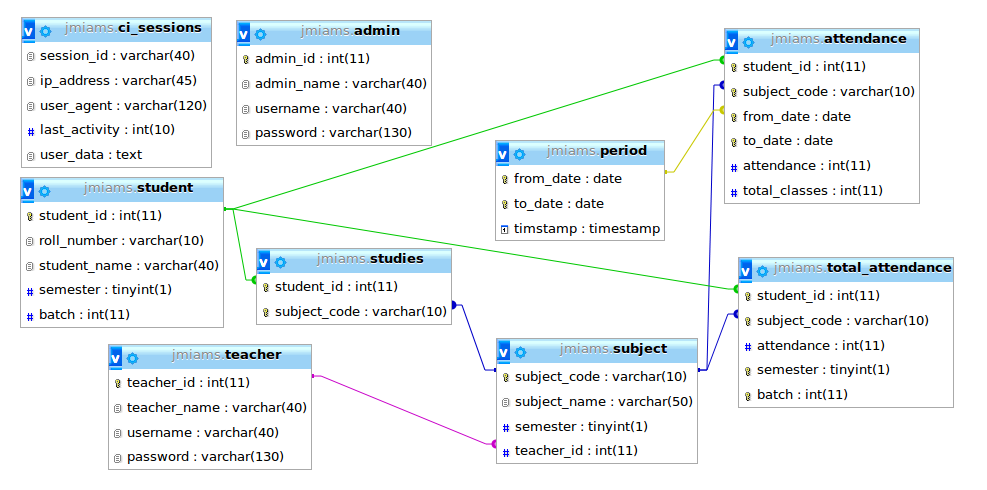 jmiams.ci_sessions
session_id : varchar(40)
ip_address : varchar(45)
user_agent : varchar(120)
last_activity : int(10)
user_data : text
jmiams.admin
admin_id : int(11)
admin_name : varchar(40)
username : varchar(40)
password : varchar(130)
jmiams.attendance
student_id : int(11)
subject_code : varchar(10)
from_date : date
to_date : date
attendance : int(11)
total_classes : int(11)
jmiams.period
from_date : date
to_date : date
timstamp : timestamp
jmiams.student
student_id : int(11)
roll_number : varchar(10)
student_name : varchar(40)
semester : tinyint(1)
batch : int(11)
jmiams.studies
student_id : int(11)
subject_code : varchar(10)
jmiams.total_attendance
student_id : int(11)
subject_code : varchar(10)
attendance : int(11)
semester : tinyint(1)
batch : int(11)
jmiams.teacher
teacher_id : int(11)
teacher_name : varchar(40)
username : varchar(40)
password : varchar(130)
jmiams.subject
subject_code : varchar(10)
subject_name : varchar(50)
semester : tinyint(1)
teacher_id : int(11)